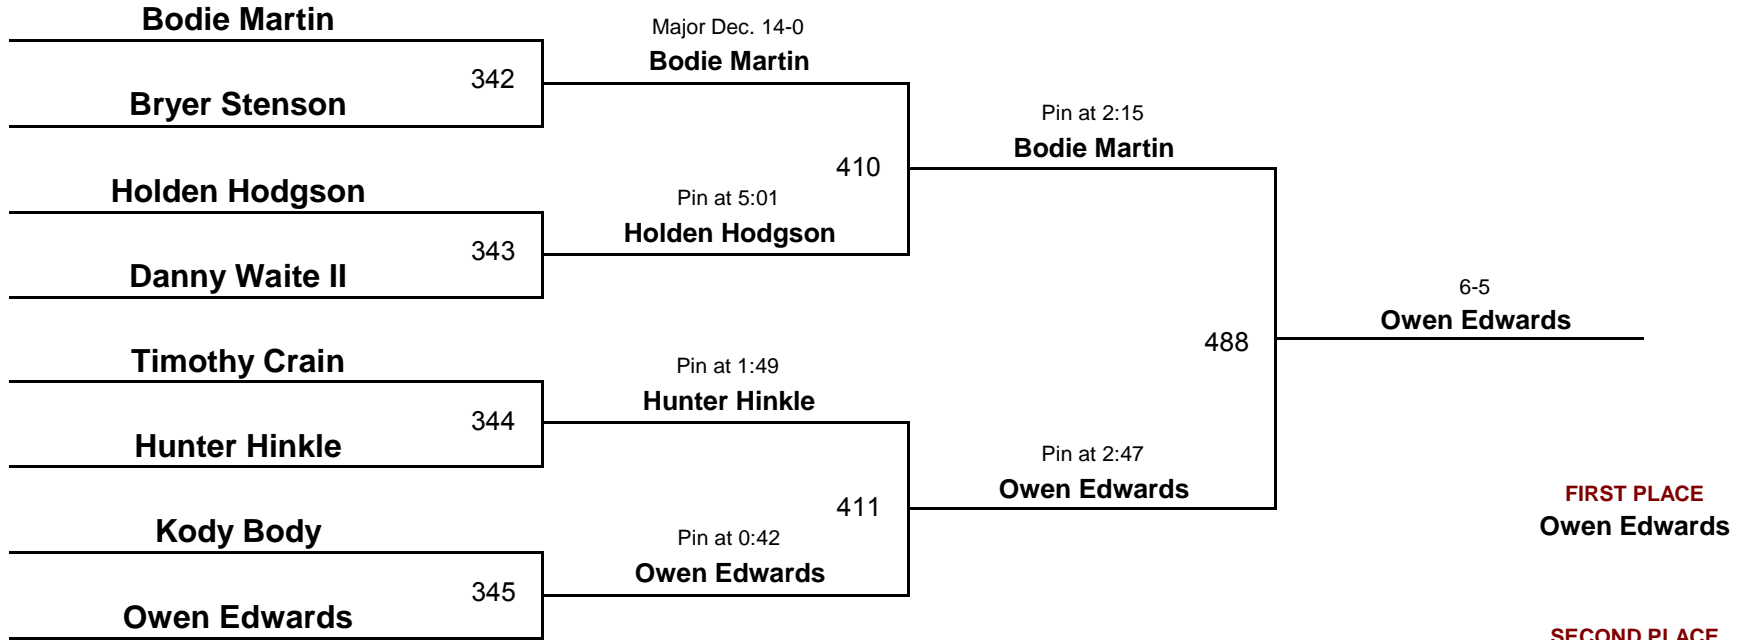 Bodie Martin
342
Bryer Stenson
Holden Hodgson
343
Danny Waite II
Timothy Crain
344
Hunter Hinkle
Kody Body
345
Owen Edwards
Major Dec. 14-0
Bodie Martin
410
Pin at 5:01
Holden Hodgson
Pin at 1:49
Hunter Hinkle
411
Pin at 0:42
Owen Edwards
Pin at 2:15
Bodie Martin
488
Pin at 2:47
Owen Edwards
6-5
Owen Edwards
FIRST PLACE
Owen Edwards
SECOND PLACE